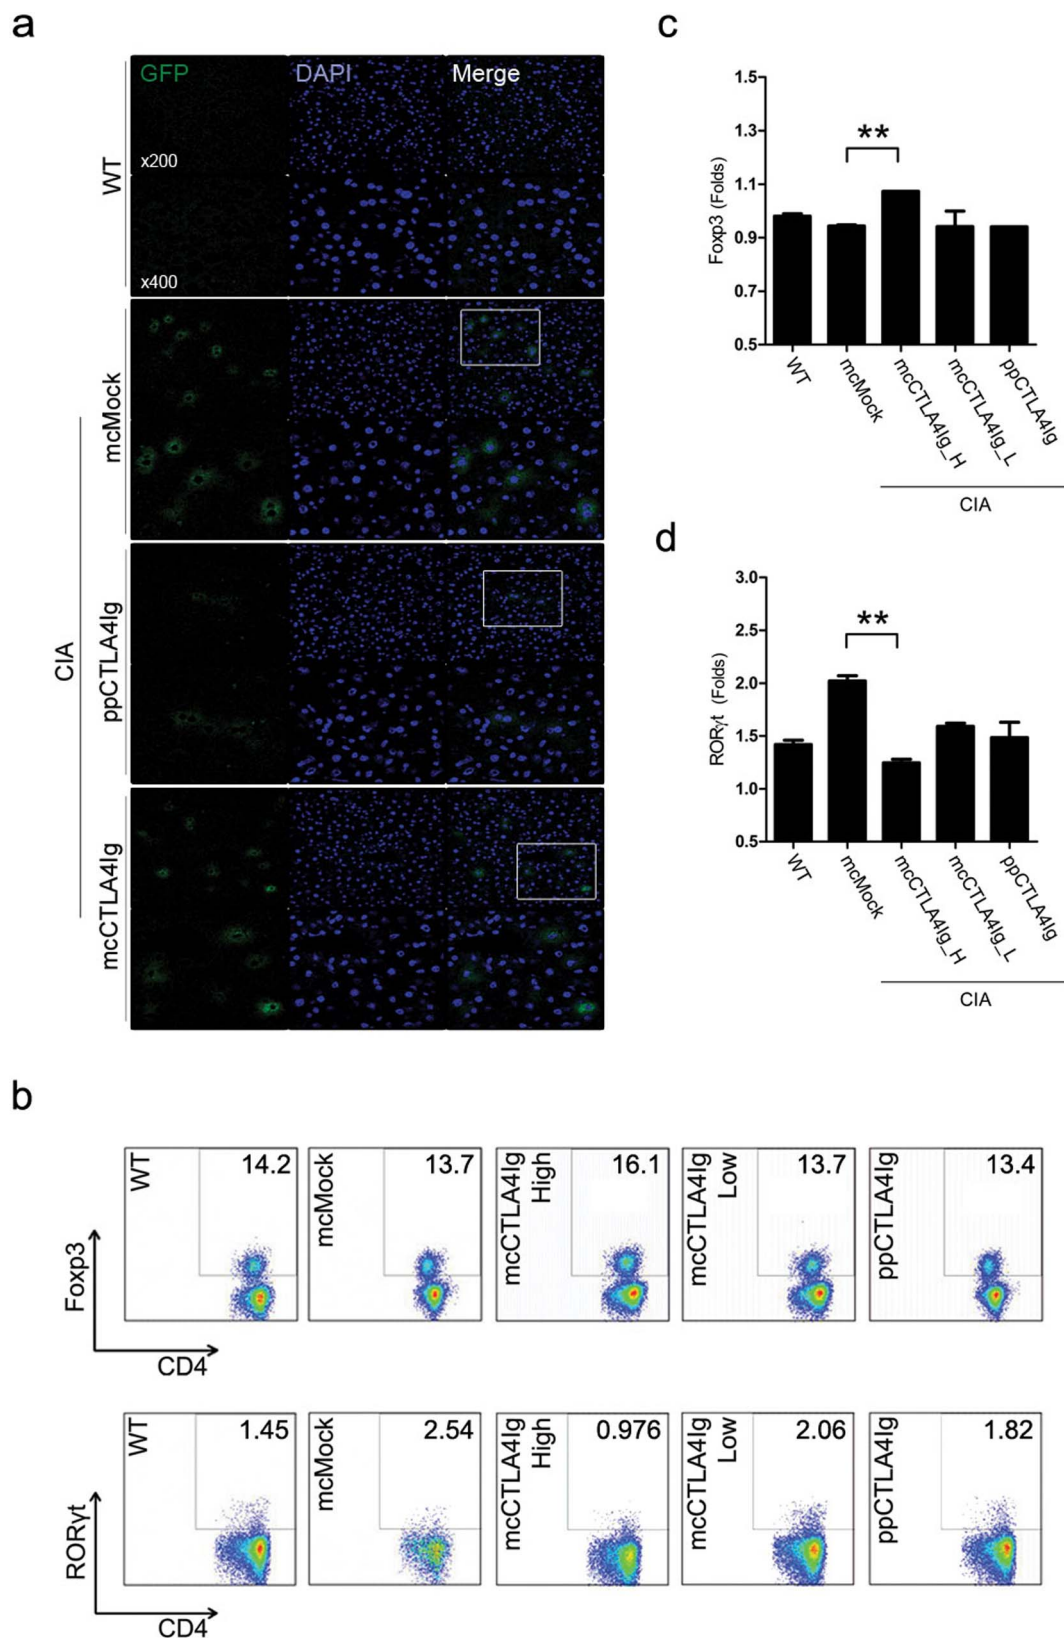 a
GFP
DAPI
Merge
x200
x400
WT
mcMock
ppCTLA4Ig
mcCTLA4Ig
CIA
c
1.5
1.3
1.1
0.9
0.7
0.5
Foxp3 (Folds)
**
WT
mcMock
mcCTLA4Ig_H
mcCTLA4Ig_L
ppCTLA4Ig
CIA
d
3.0
2.5
2.0
1.5
1.0
0.5
RORγt (Folds)
**
WT
mcMock
mcCTLA4Ig_H
mcCTLA4Ig_L
ppCTLA4Ig
CIA
b
Foxp3
CD4
WT
14.2
mcMock
13.7
mcCTLA4Ig
High
16.1
mcCTLA4Ig
Low
13.7
ppCTLA4Ig
13.4
RORγt
CD4
WT
1.45
mcMock
2.54
mcCTLA4Ig
High
0.976
mcCTLA4Ig
Low
2.06
ppCTLA4Ig
1.82